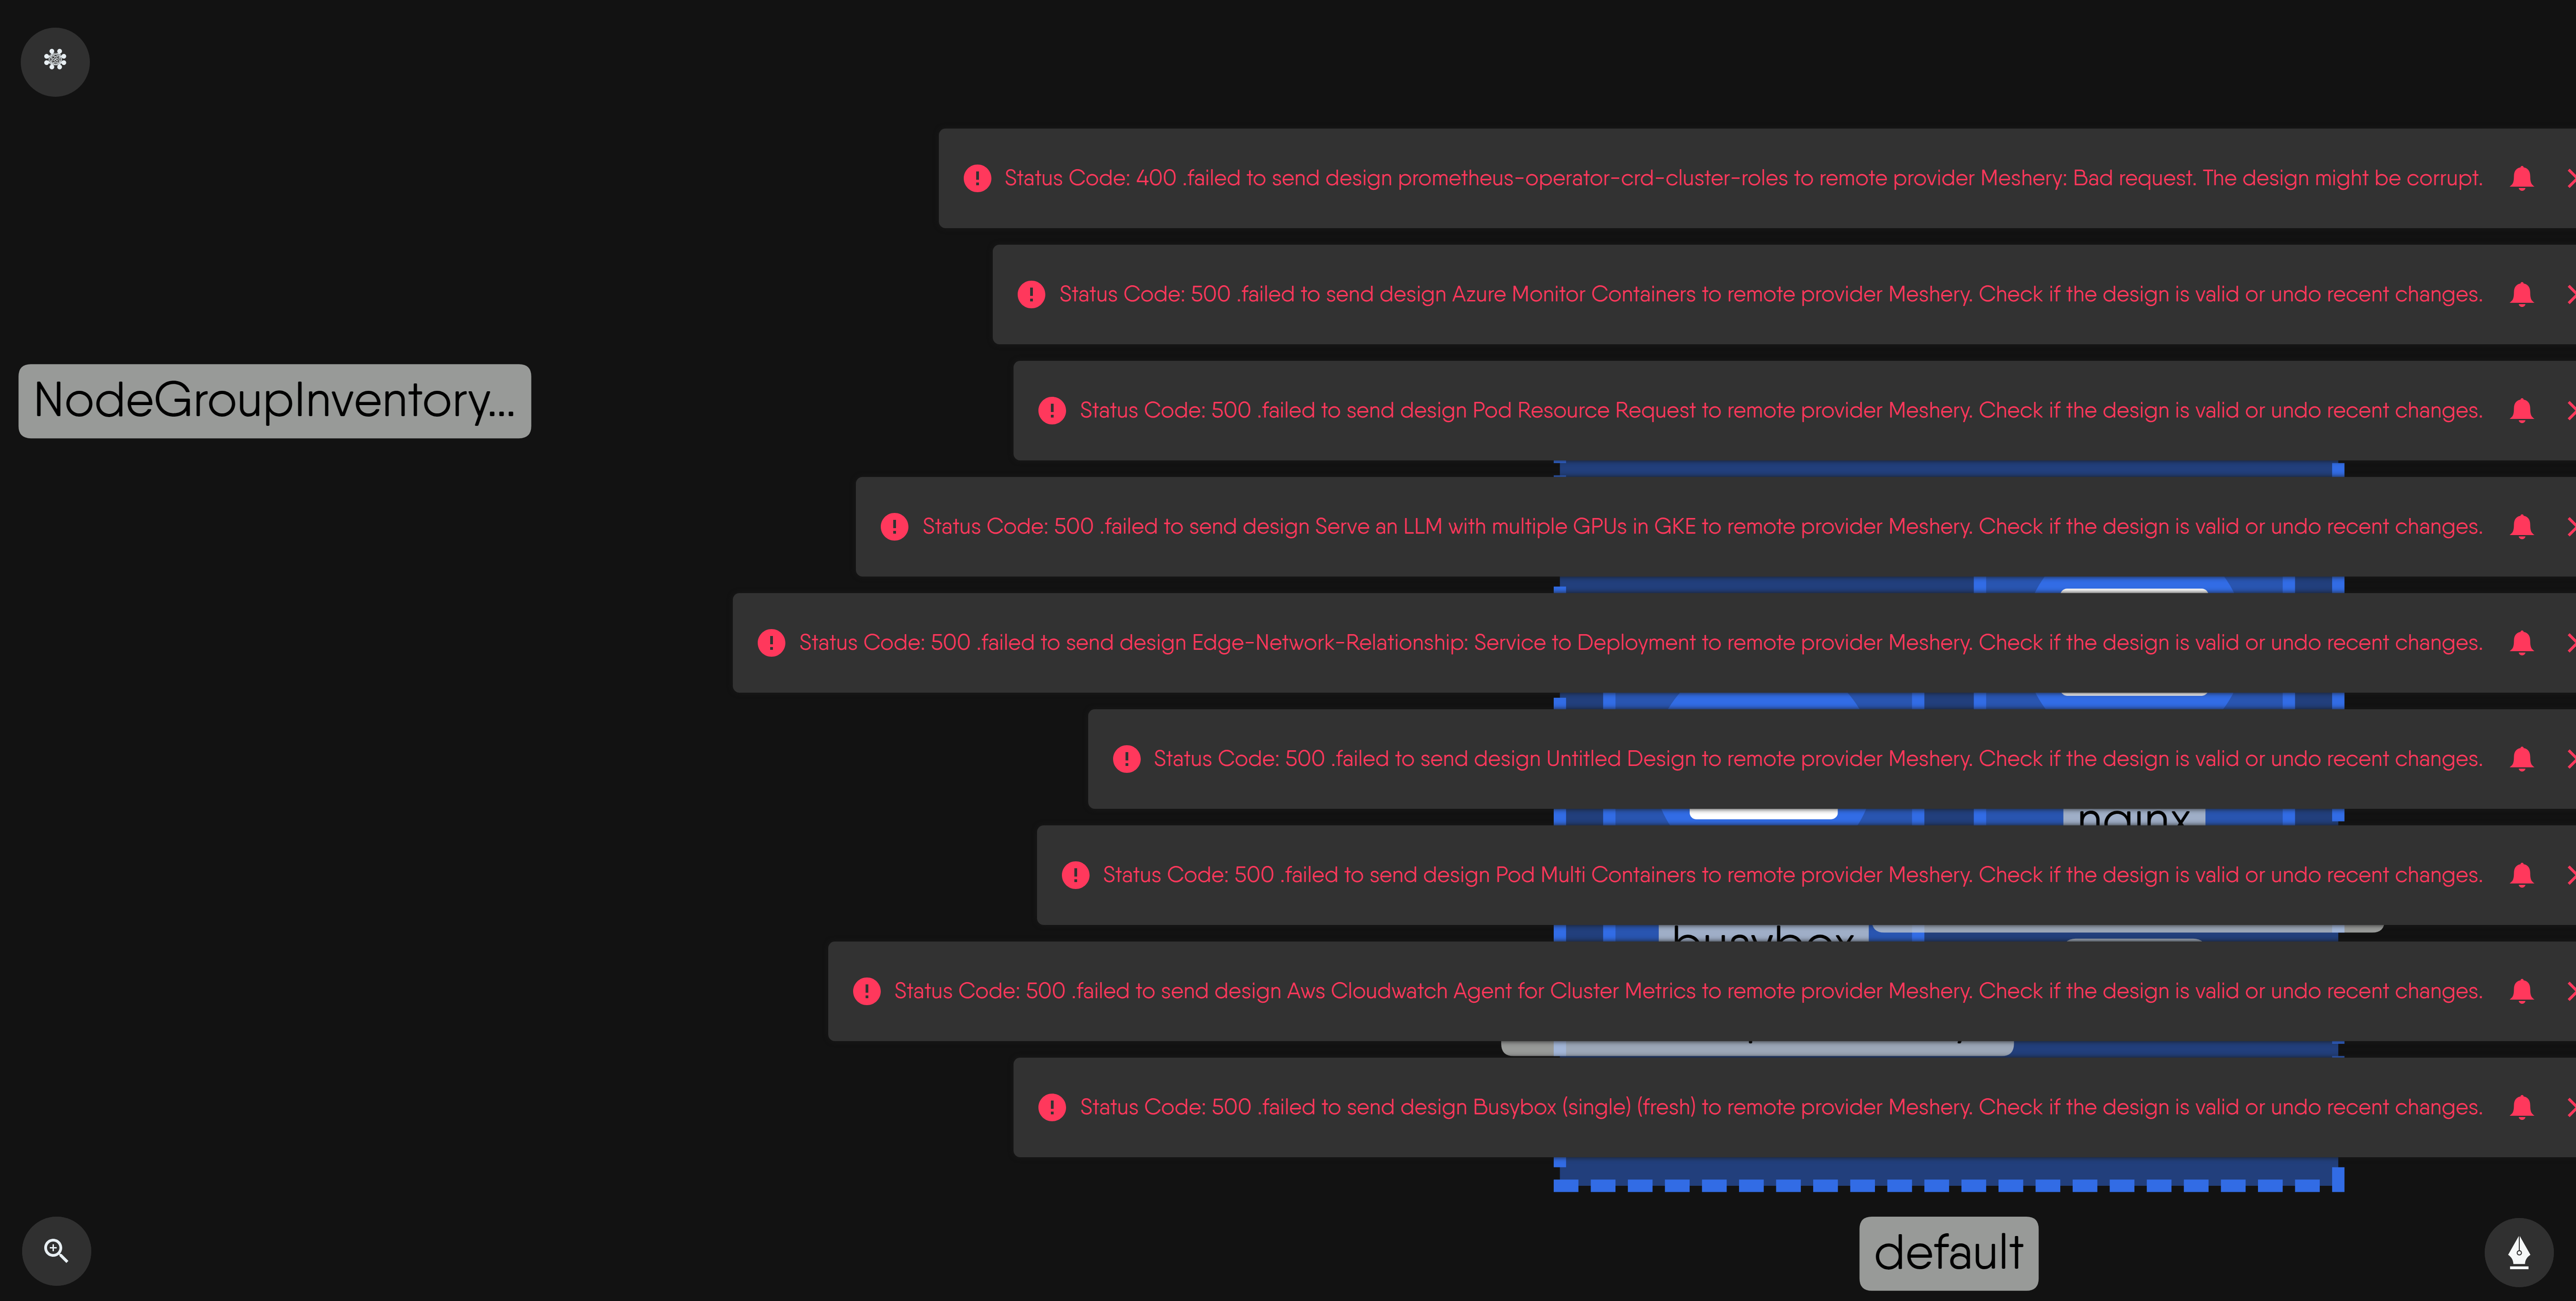 Status Code: 400 .failed to send design prometheus-operator-crd-cluster-roles to remote provider Meshery: Bad request. The design might be corrupt.
Status Code: 500 .failed to send design Azure Monitor Containers to remote provider Meshery. Check if the design is valid or undo recent changes.
NodeGroupInventory...
Status Code: 500 .failed to send design Pod Resource Request to remote provider Meshery. Check if the design is valid or undo recent changes.
Status Code: 500 .failed to send design Serve an LLM with multiple GPUs in GKE to remote provider Meshery. Check if the design is valid or undo recent changes.
Status Code: 500 .failed to send design Edge-Network-Relationship: Service to Deployment to remote provider Meshery. Check if the design is valid or undo recent changes.
Status Code: 500 .failed to send design Untitled Design to remote provider Meshery. Check if the design is valid or undo recent changes.
nginx
Status Code: 500 .failed to send design Pod Multi Containers to remote provider Meshery. Check if the design is valid or undo recent changes.
busybox
Status Code: 500 .failed to send design Aws Cloudwatch Agent for Cluster Metrics to remote provider Meshery. Check if the design is valid or undo recent changes.
Status Code: 500 .failed to send design Busybox (single) (fresh) to remote provider Meshery. Check if the design is valid or undo recent changes.
default